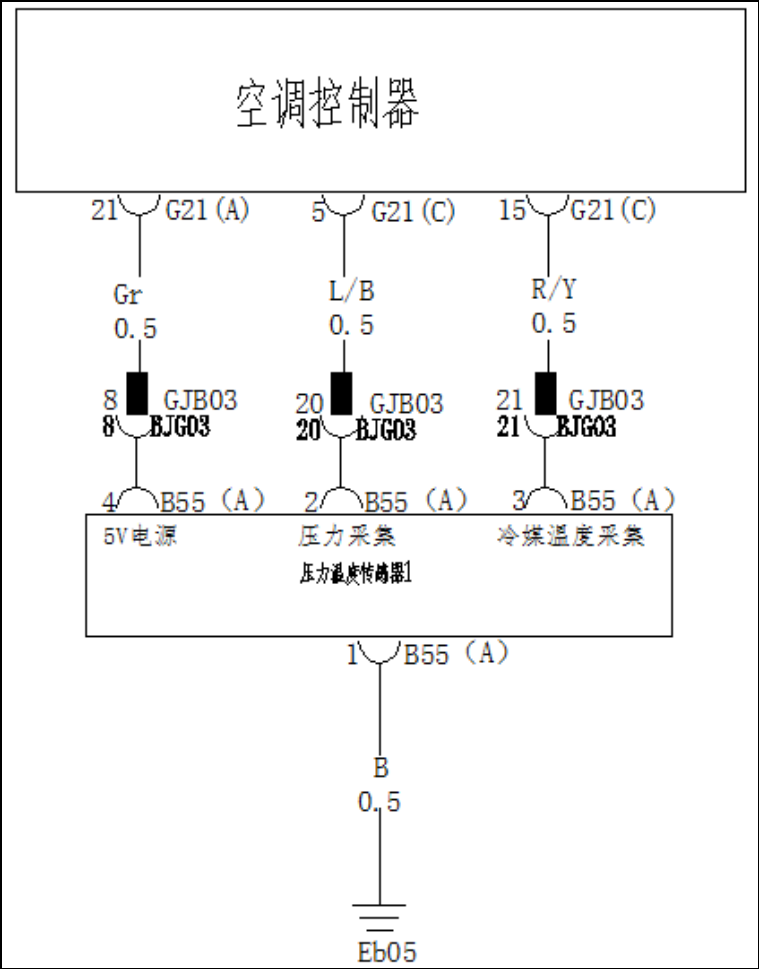 空调控制器
21 G21(A) 5 G21(C) 15 G21(C)
Gr L/B R/Y
0.5 0.5 0.5
8 GJB03 20 GJB03 21 GJB03
8 BJG03 20 BJG03 21 BJG03
4 B55（A） 2 B55（A） 3 B55（A）
5V电源 压力采集 冷媒温度采集
压力温度传感器1
1 B55（A）
B
0.5
Eb05